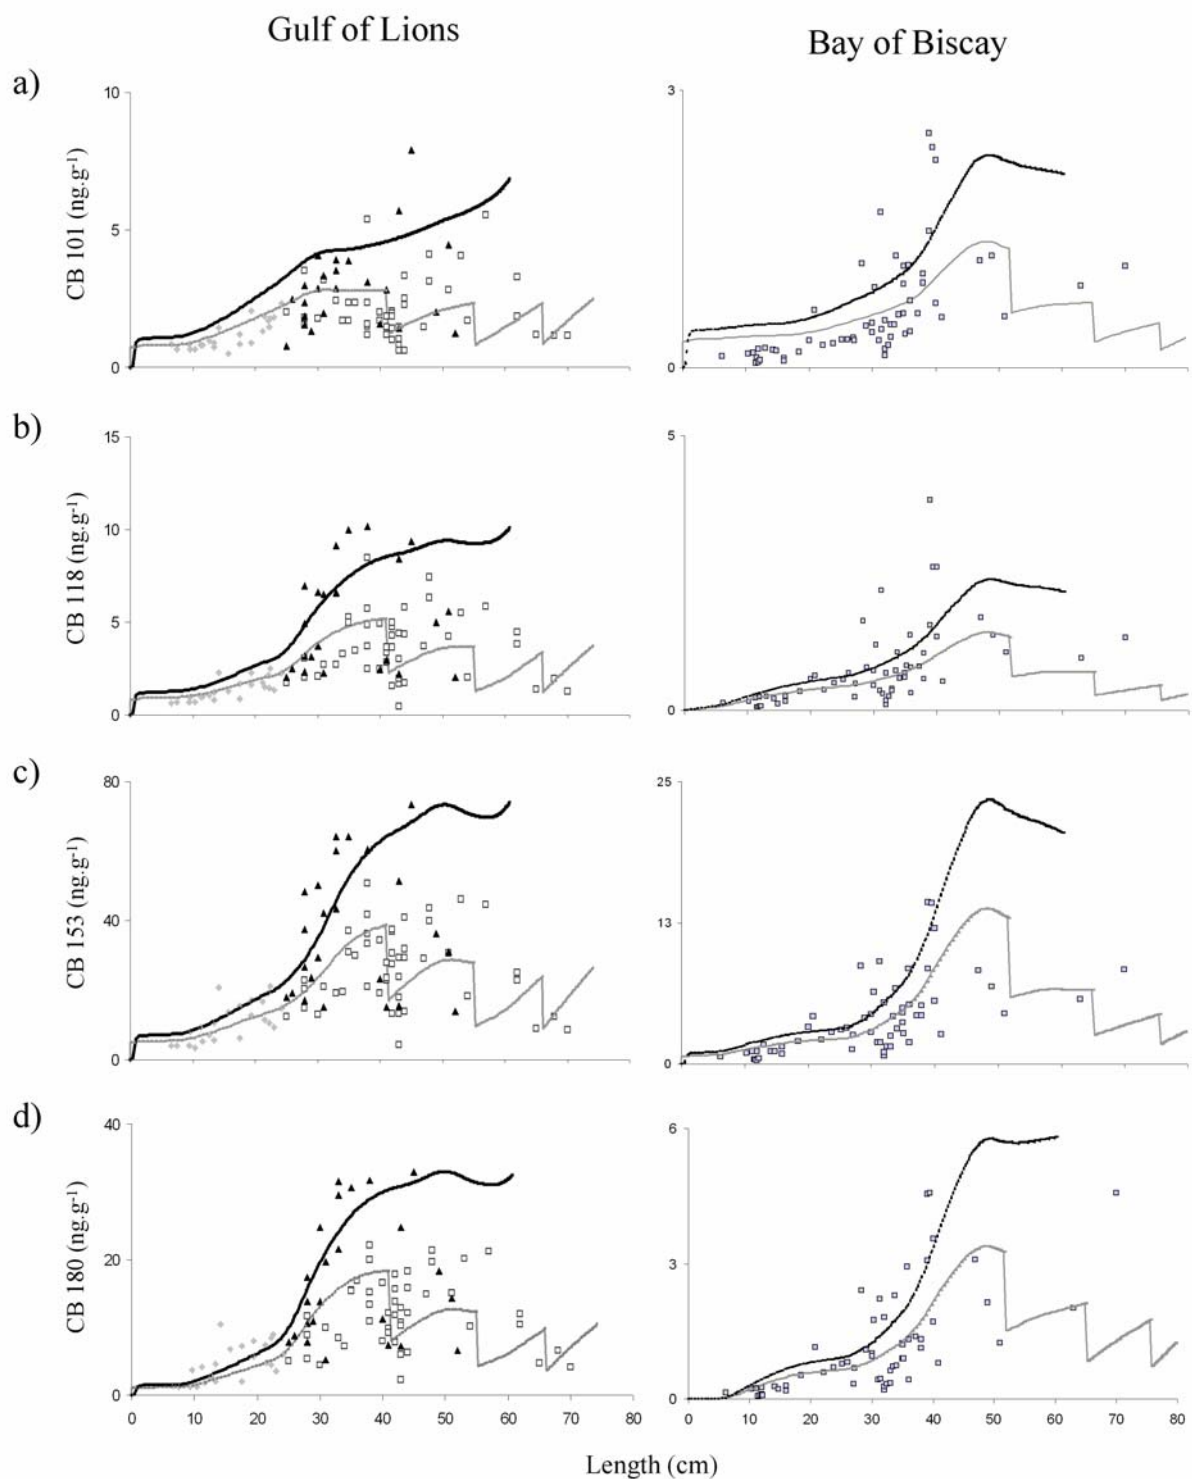 Gulf of Lions
Bay of Biscay
a)
CB 101 (ng.g-1)
10
5
0
3
0
b)
CB 118 (ng.g-1)
15
10
5
0
5
0
c)
CB 153 (ng.g-1)
80
40
0
25
13
0
d)
CB 180 (ng.g-1)
40
20
0
0 10 20 30 40 50 60 70 80
6
3
0
0 10 20 30 40 50 60 70 80
Length (cm)